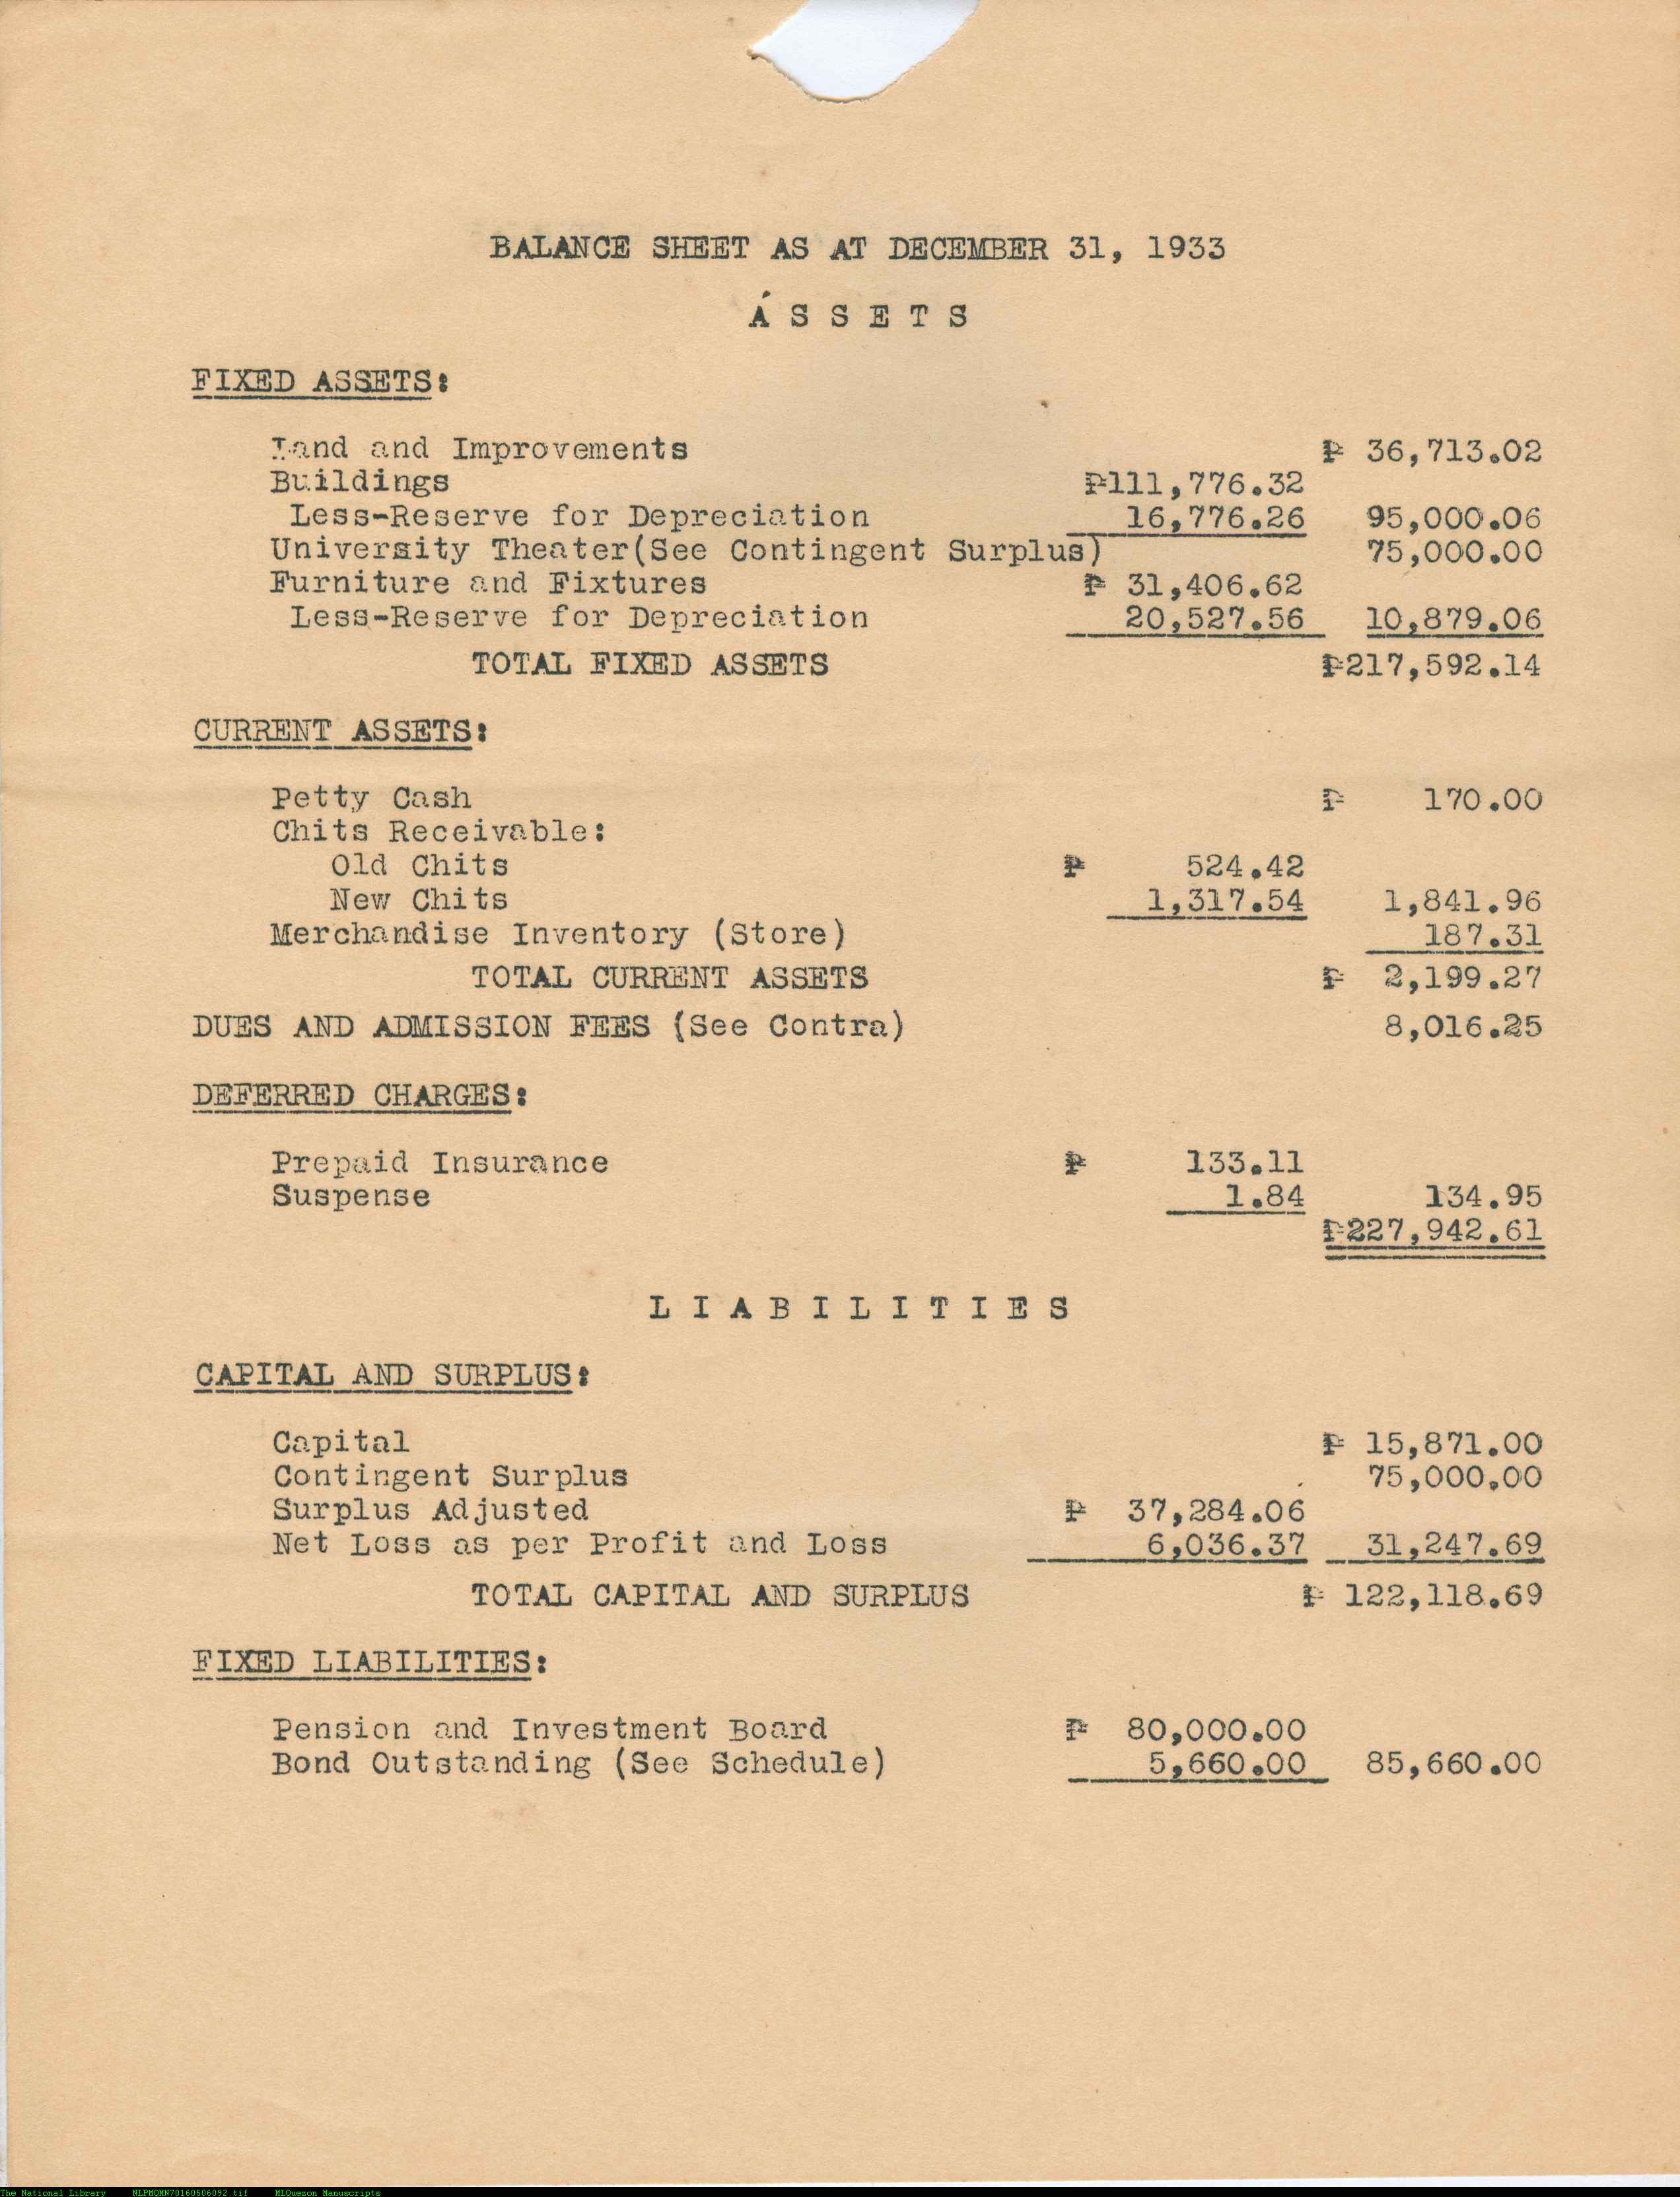 BALANCE SHEET AS AT DECEMBER 31, 1933
ÁSSETS
FIXED ASSETS:
Land and Improvements ₱ 36,713.02
Buildings ₱111,776.32
Less-Reserve for Depreciation 16,776.26 95,000.06
University Theater(See Contingent Surplus) 75,000.00
Furniture and Fixtures ₱ 31,406.62
Less-Reserve for Depreciation 20,527.56 10,879.06
TOTAL FIXED ASSETS ₱217,592.14
CURRENT ASSETS:
Petty Cash ₱ 170.00
Chits Receivable:
Old Chits ₱ 524.42
New Chits 1,317.54 1,841.96
Merchandise Inventory (Store) 187.31
TOTAL CURRENT ASSETS ₱ 2,199.27
DUES AND ADMISSION FEES (See Contra) 8,016.25
DEFERRED CHARGES:
Prepaid Insurance ₱ 133.11
Suspense 1.84 134.95
₱227,942.61
LIABILITIES
CAPITAL AND SURPLUS:
Capital ₱ 15,871.00
Contingent Surplus 75,000.00
Surplus Adjusted ₱ 37,284.06
Net Loss as per Profit and Loss 6,036.37 31,247.69
TOTAL CAPITAL AND SURPLUS ₱ 122,118.69
FIXED LIABILITIES:
Pension and Investment Board ₱ 80,000.00
Bond Outstanding (See Schedule) 5,660.00 85,660.00
The National Library NLPMQMN70160506092.tif MLQuezon Manuscripts